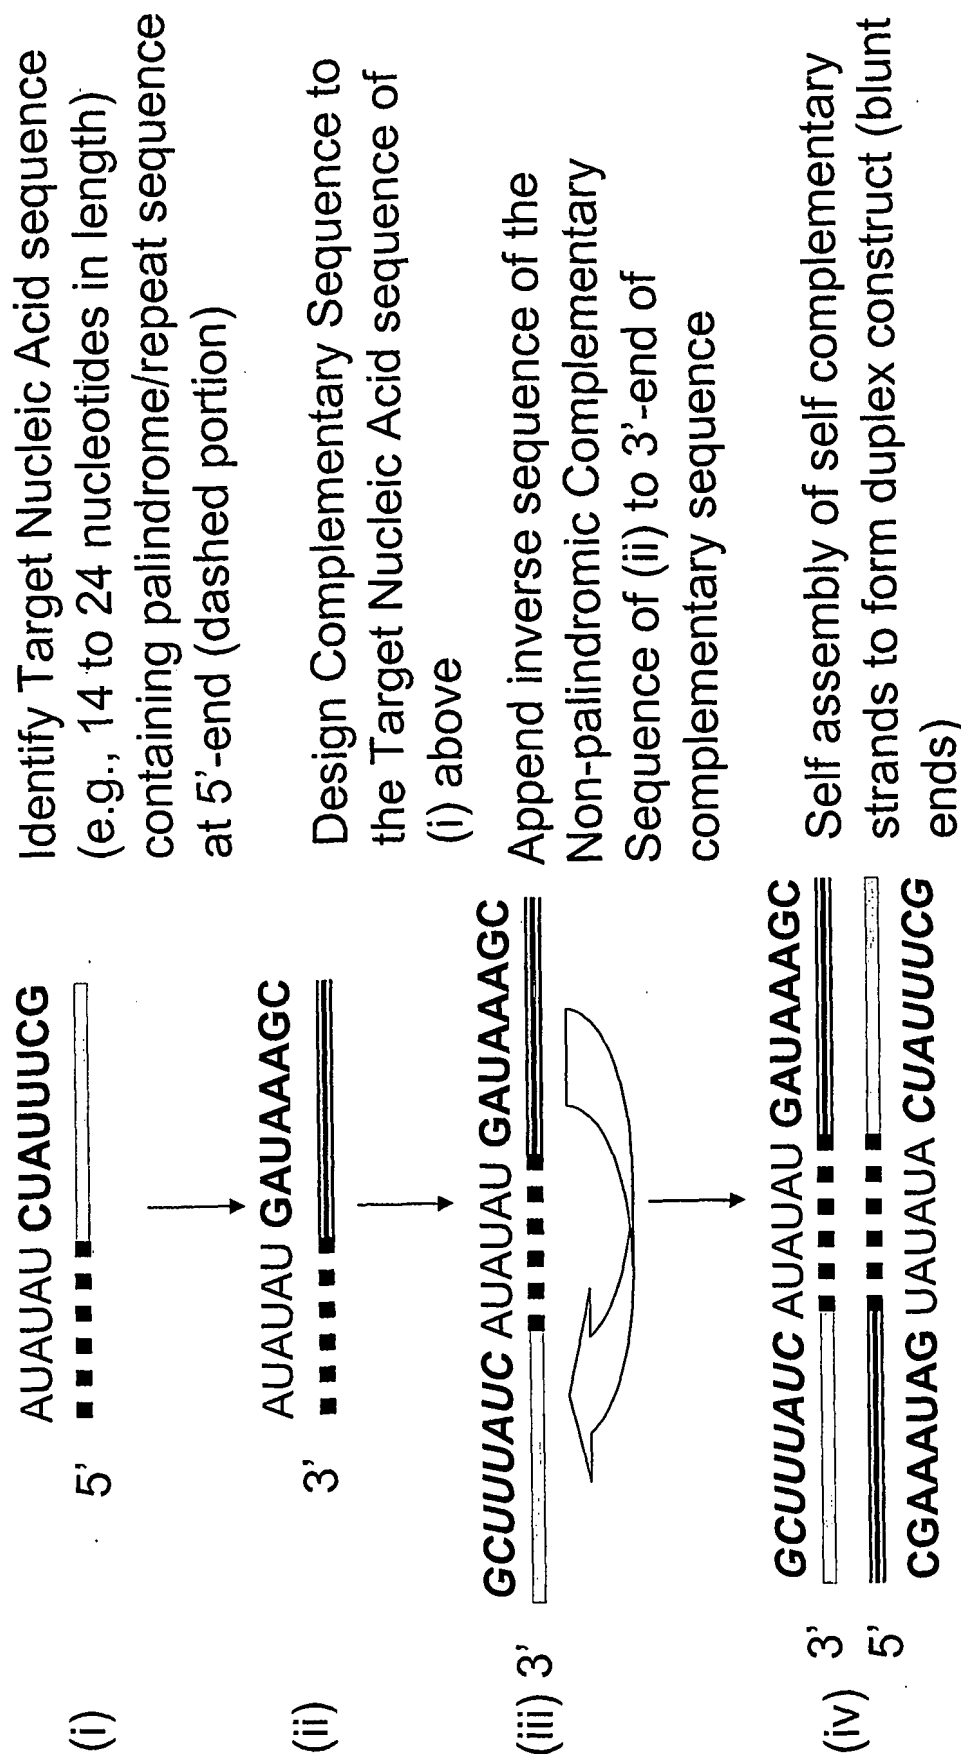 (i)
AUAUAU CUAUUUCG
5'
Identify Target Nucleic Acid sequence
(e.g., 14 to 24 nucleotides in length)
containing palindrome/repeat sequence
at 5'-end (dashed portion)
(ii)
AUAUAU GAUAAAGC
3'
Design Complementary Sequence to
the Target Nucleic Acid sequence of
(i) above
(iii) 3'
GCUUUAUC AUAUAU GAUAAAGC
Append inverse sequence of the
Non-palindromic Complementary
Sequence of (ii) to 3'-end of
complementary sequence
(iv)
GCUUUAUC AUAUAU GAUAAAGC
3'
5'
CGAAAUAG UAUAUA CUAUUUCG
Self assembly of self complementary
strands to form duplex construct (blunt
ends)